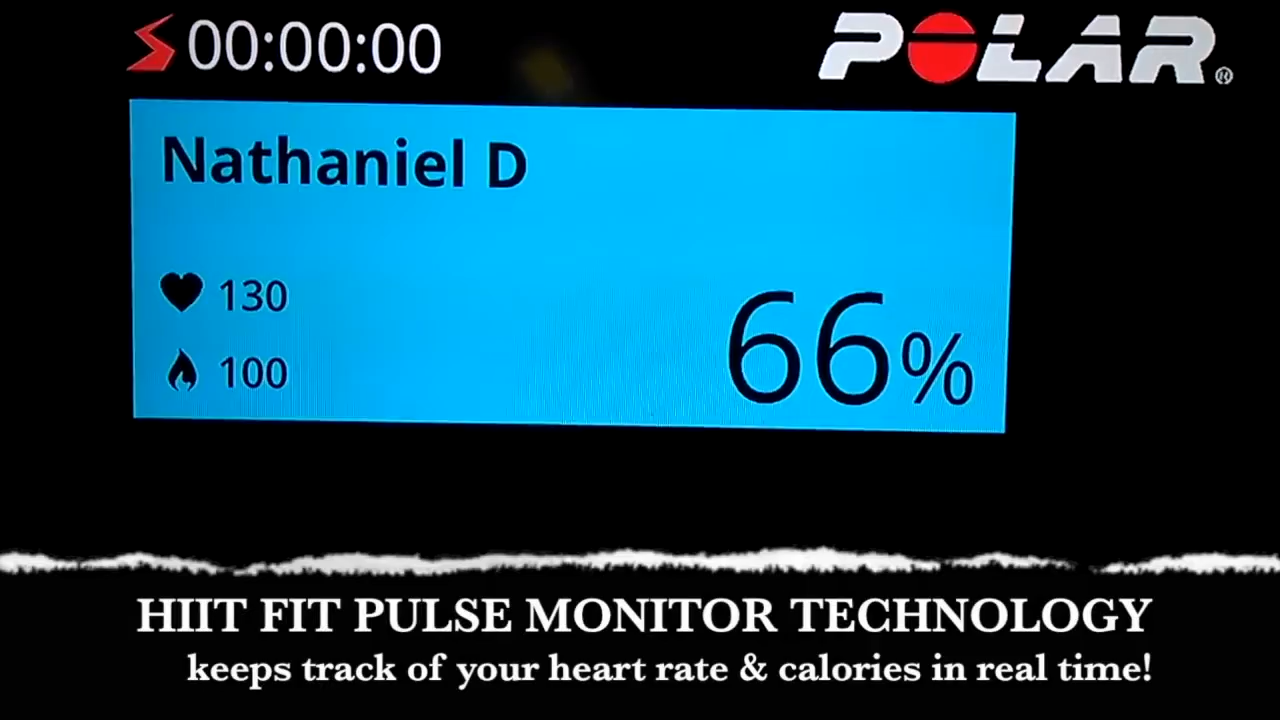 00:00:00
POLAR®
Nathaniel D
130
100
66%
HIIT FIT PULSE MONITOR TECHNOLOGY
keeps track of your heart rate & calories in real time!